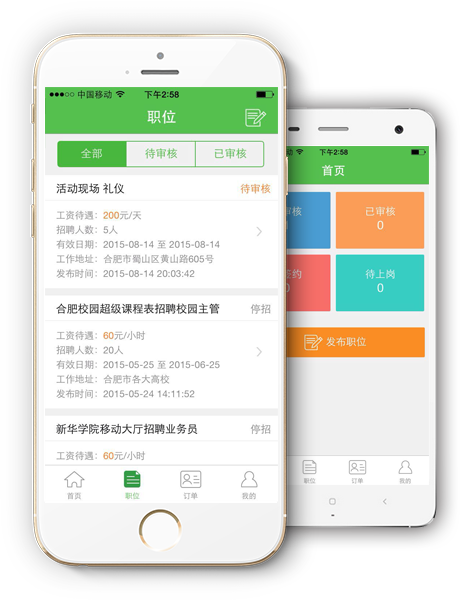 中国移动 下午2:58
职位
全部 待审核 已审核
活动现场 礼仪 待审核
工资待遇：200元/天
招聘人数：5人
有效日期：2015-08-14 至 2015-08-14
工作地址：合肥市蜀山区黄山路605号
发布时间：2015-08-14 20:03:42
合肥校园超级课程表招聘校园主管 停招
工资待遇：60元/小时
招聘人数：20人
有效日期：2015-05-25 至 2015-06-25
工作地址：合肥市各大高校
发布时间：2015-05-24 14:11:52
新华学院移动大厅招聘业务员 停招
工资待遇：60元/小时
首页 职位 订单 我的
下午2:58
首页
审核
已审核
0
签约
待上岗
0
发布职位
职位 订单 我的